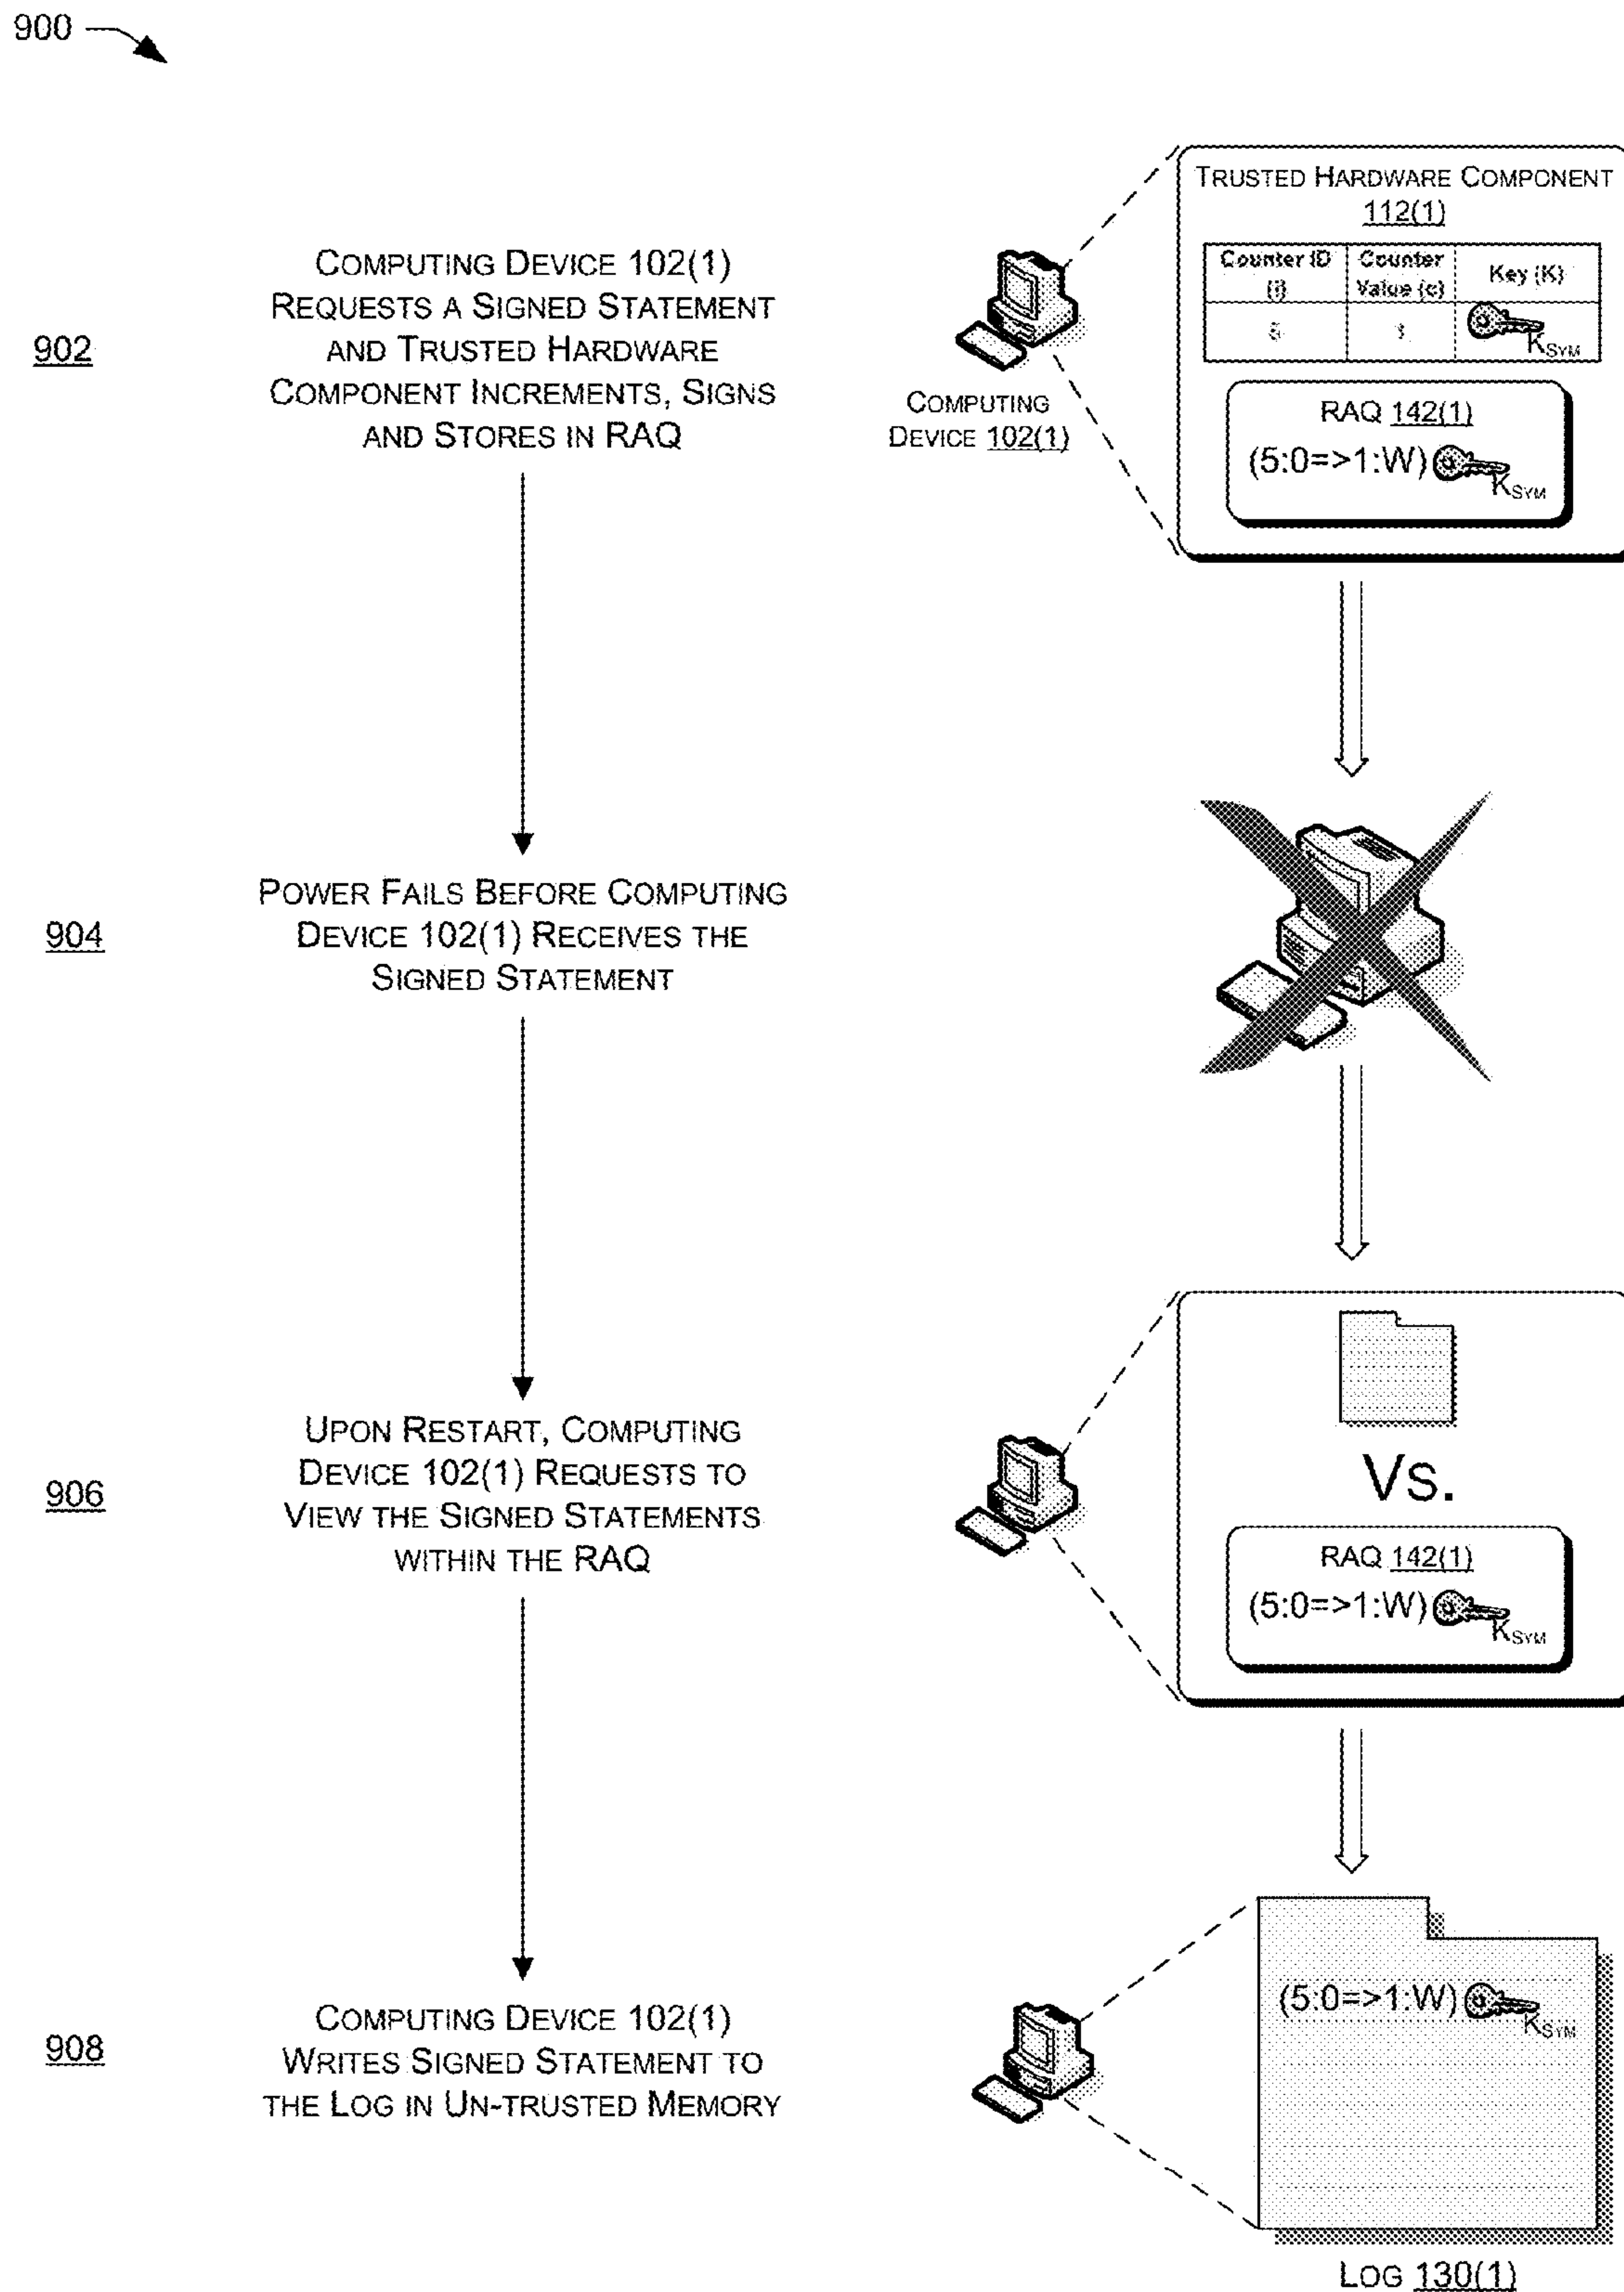 900
902
COMPUTING DEVICE 102(1)
REQUESTS A SIGNED STATEMENT
AND TRUSTED HARDWARE
COMPONENT INCREMENTS, SIGNS
AND STORES IN RAQ
COMPUTING
DEVICE 102(1)
TRUSTED HARDWARE COMPONENT
112(1)
Counter ID
(i)
Counter
Value (c)
Key (K)
5
1
KSYM
RAQ 142(1)
(5:0=>1:W)
KSYM
904
POWER FAILS BEFORE COMPUTING
DEVICE 102(1) RECEIVES THE
SIGNED STATEMENT
906
UPON RESTART, COMPUTING
DEVICE 102(1) REQUESTS TO
VIEW THE SIGNED STATEMENTS
WITHIN THE RAQ
Vs.
RAQ 142(1)
(5:0=>1:W)
KSYM
908
COMPUTING DEVICE 102(1)
WRITES SIGNED STATEMENT TO
THE LOG IN UN-TRUSTED MEMORY
(5:0=>1:W)
KSYM
LOG 130(1)